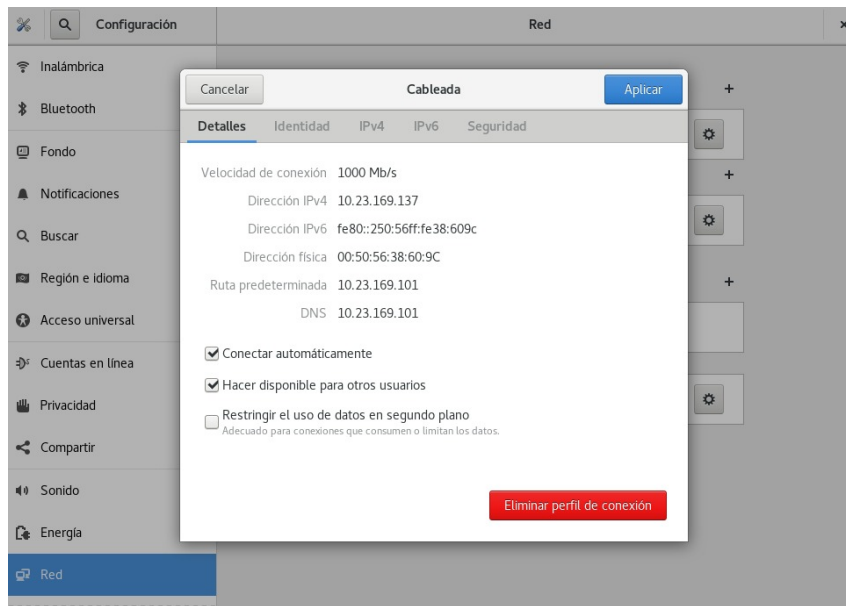 Configuración
Red
Inalámbrica
Bluetooth
Fondo
Notificaciones
Buscar
Región e idioma
Acceso universal
Cuentas en línea
Privacidad
Compartir
Sonido
Energía
Red
Cancelar
Cableada
Aplicar
Detalles Identidad IPv4 IPv6 Seguridad
Velocidad de conexión 1000 Mb/s
Dirección IPv4 10.23.169.137
Dirección IPv6 fe80::250:56ff:fe38:609c
Dirección física 00:50:56:38:60:9C
Ruta predeterminada 10.23.169.101
DNS 10.23.169.101
Conectar automáticamente
Hacer disponible para otros usuarios
Restringir el uso de datos en segundo plano
Adecuado para conexiones que consumen o limitan los datos.
Eliminar perfil de conexión